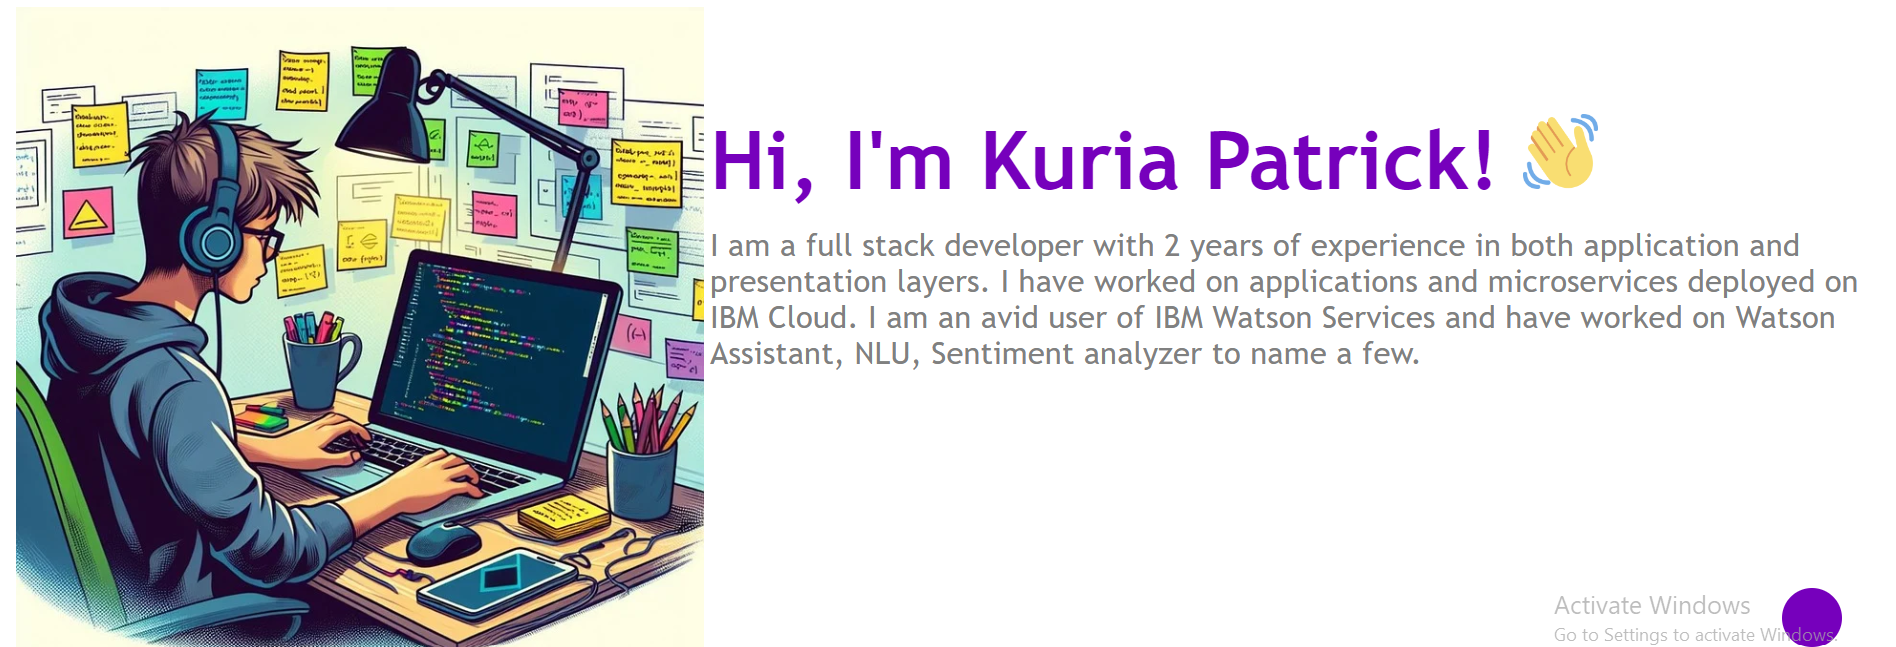 Hi, I'm Kuria Patrick!
I am a full stack developer with 2 years of experience in both application and
presentation layers. I have worked on applications and microservices deployed on
IBM Cloud. I am an avid user of IBM Watson Services and have worked on Watson
Assistant, NLU, Sentiment analyzer to name a few.
Activate Windows
Go to Settings to activate Windows.